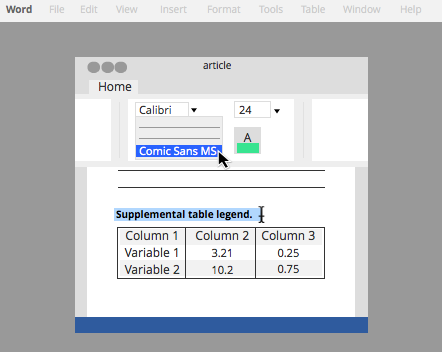 Word File Edit View Insert Format Tools Table Window Help
article
Home
Calibri 24
A
Comic Sans MS
Supplemental table legend.
Column 1 Column 2 Column 3
Variable 1 3.21 0.25
Variable 2 10.2 0.75